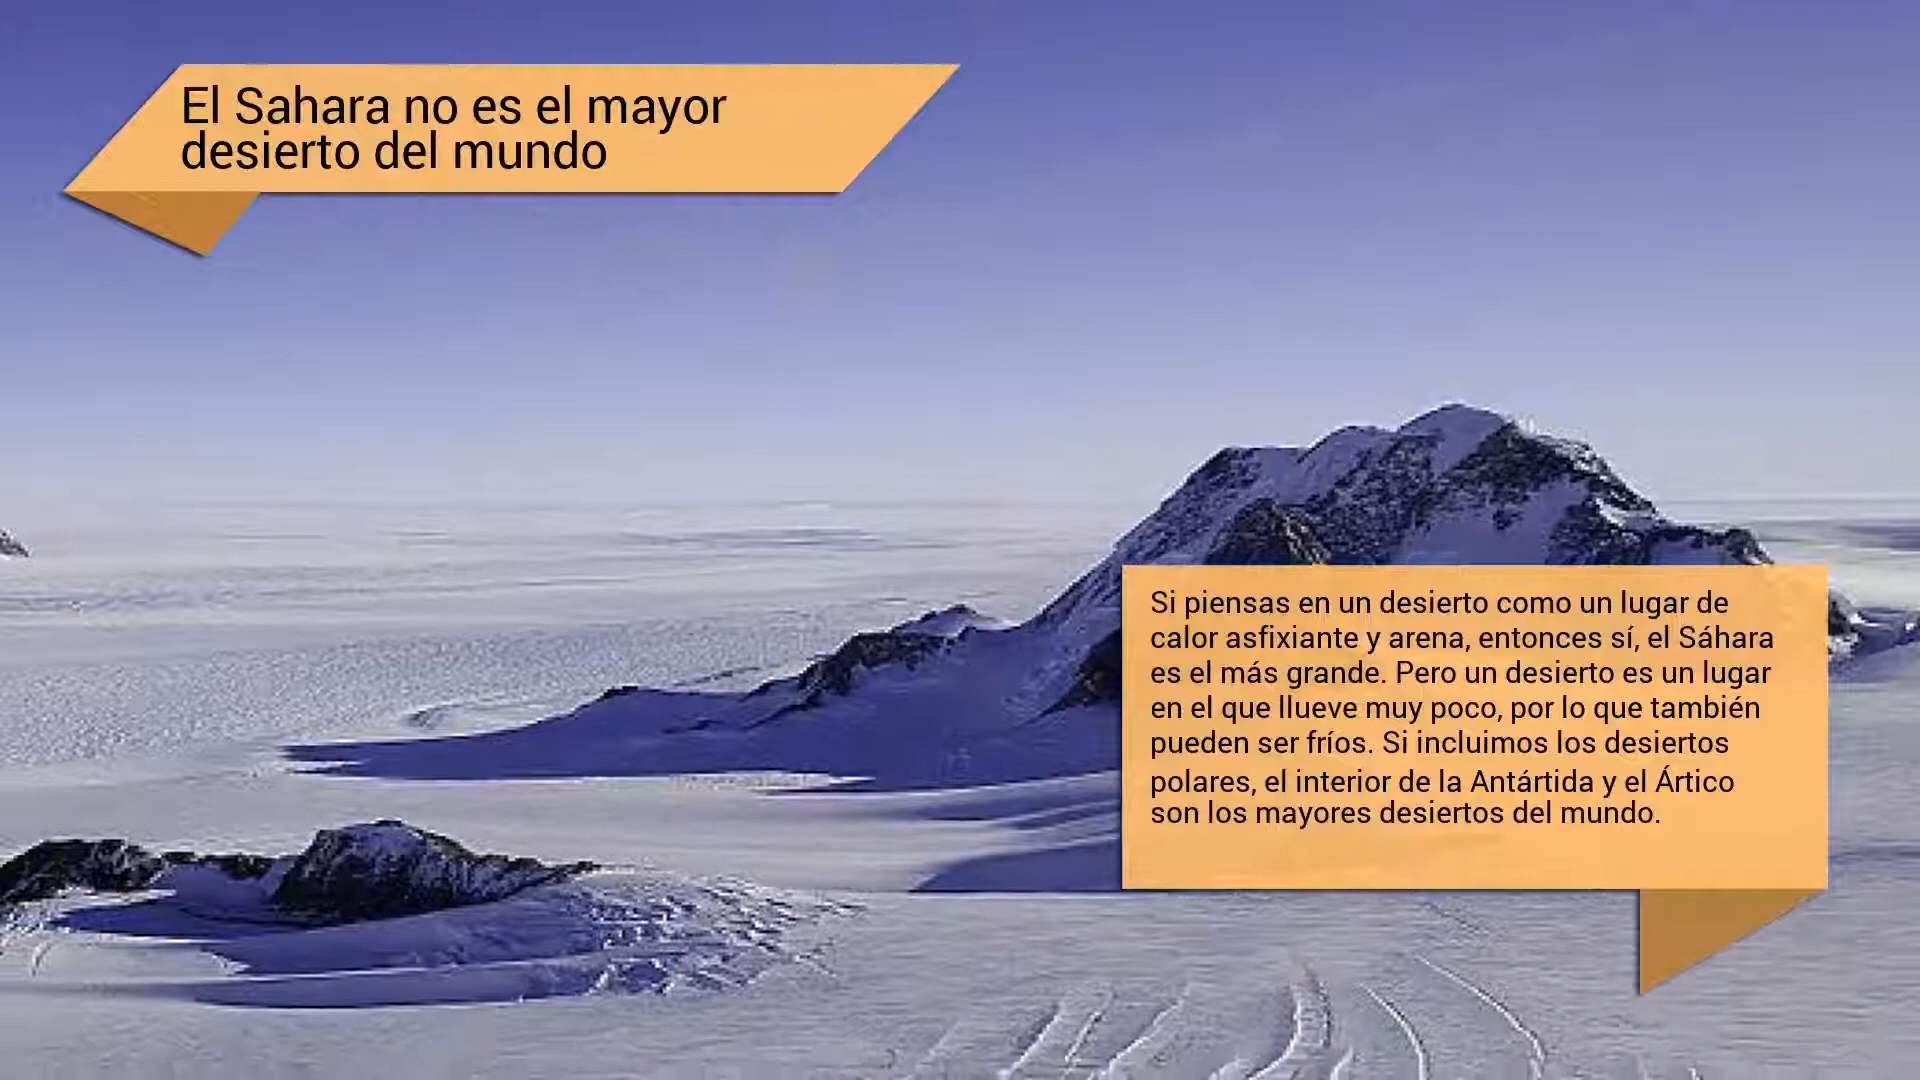 El Sahara no es el mayor
desierto del mundo
Si piensas en un desierto como un lugar de
calor asfixiante y arena, entonces sí, el Sáhara
es el más grande. Pero un desierto es un lugar
en el que llueve muy poco, por lo que también
pueden ser fríos. Si incluimos los desiertos
polares, el interior de la Antártida y el Ártico
son los mayores desiertos del mundo.